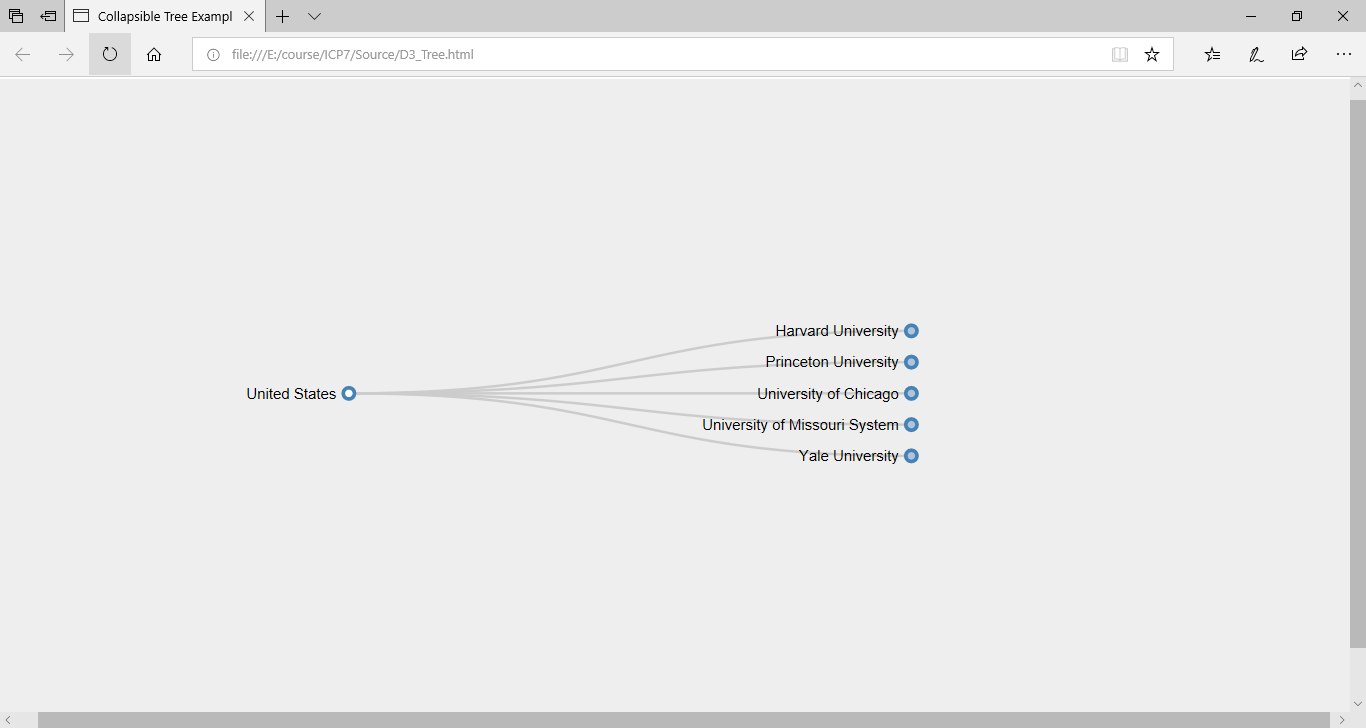 Collapsible Tree Exampl
file:///E:/course/ICP7/Source/D3_Tree.html
Harvard University
Princeton University
United States
University of Chicago
University of Missouri System
Yale University